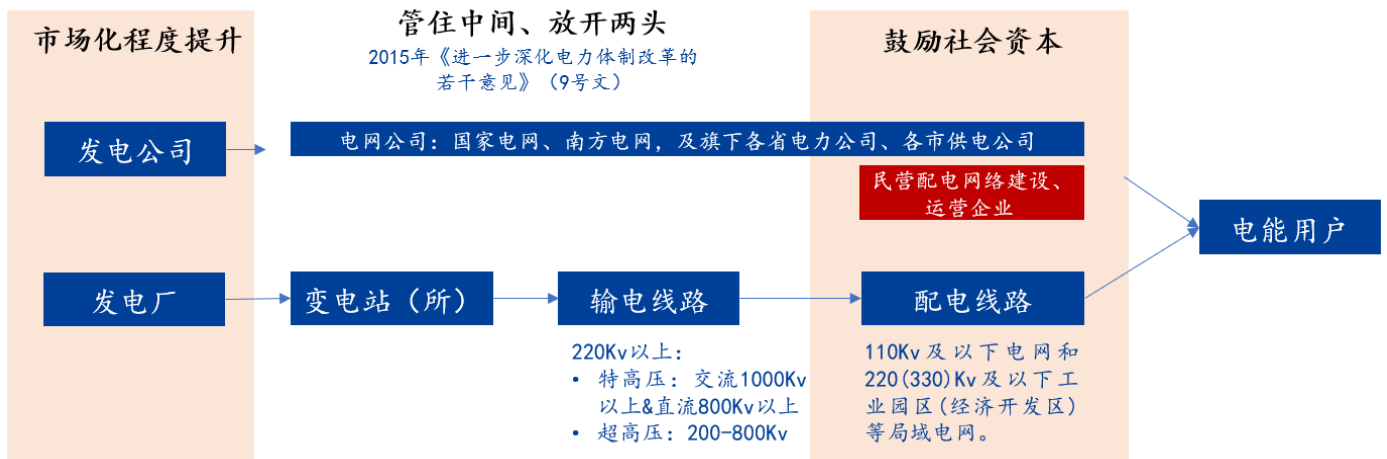 市场化程度提升
管住中间、放开两头
2015年《进一步深化电力体制改革的
若干意见》（9号文）
鼓励社会资本
发电公司
电网公司：国家电网、南方电网，及旗下各省电力公司、各市供电公司
民营配电网络建设、
运营企业
电能用户
发电厂
变电站（所）
输电线路
配电线路
220Kv以上：
• 特高压：交流1000Kv
以上&直流800Kv以上
• 超高压：200-800Kv
110Kv及以下电网和
220(330)Kv及以下工
业园区(经济开发区)
等局域电网。